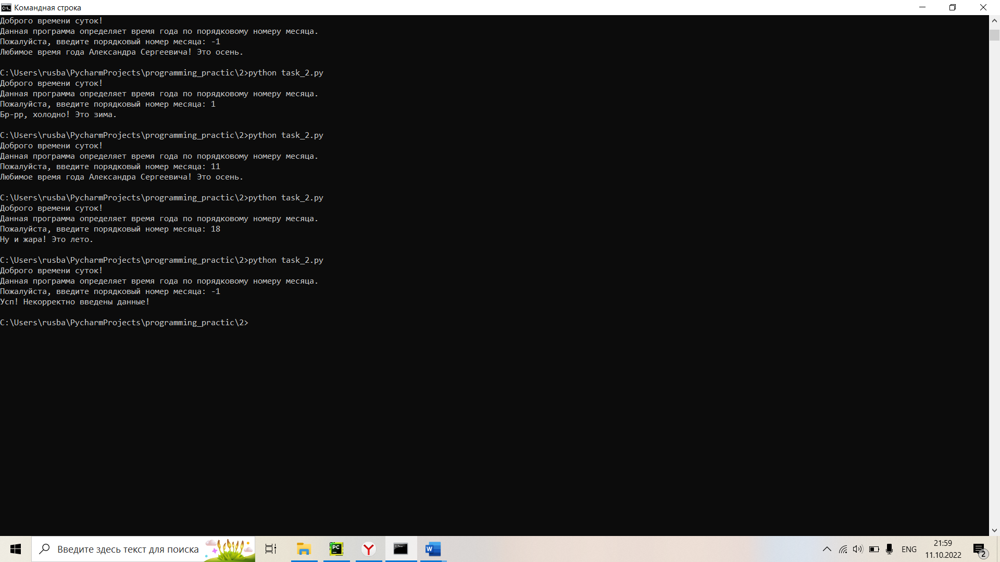 Командная строка
Доброго времени суток!
Данная программа определяет время года по порядковому номеру месяца.
Пожалуйста, введите порядковый номер месяца: -1
Любимое время года Александра Сергеевича! Это осень.
C:\Users\rusba\PycharmProjects\programming_practic\2>python task_2.py
Доброго времени суток!
Данная программа определяет время года по порядковому номеру месяца.
Пожалуйста, введите порядковый номер месяца: 1
Бр-рр, холодно! Это зима.
C:\Users\rusba\PycharmProjects\programming_practic\2>python task_2.py
Доброго времени суток!
Данная программа определяет время года по порядковому номеру месяца.
Пожалуйста, введите порядковый номер месяца: 11
Любимое время года Александра Сергеевича! Это осень.
C:\Users\rusba\PycharmProjects\programming_practic\2>python task_2.py
Доброго времени суток!
Данная программа определяет время года по порядковому номеру месяца.
Пожалуйста, введите порядковый номер месяца: 18
Ну и жара! Это лето.
C:\Users\rusba\PycharmProjects\programming_practic\2>python task_2.py
Доброго времени суток!
Данная программа определяет время года по порядковому номеру месяца.
Пожалуйста, введите порядковый номер месяца: -1
Усп! Некорректно введены данные!
C:\Users\rusba\PycharmProjects\programming_practic\2>
Введите здесь текст для поиска
PC
Y
W
ENG
21:59
11.10.2022
2